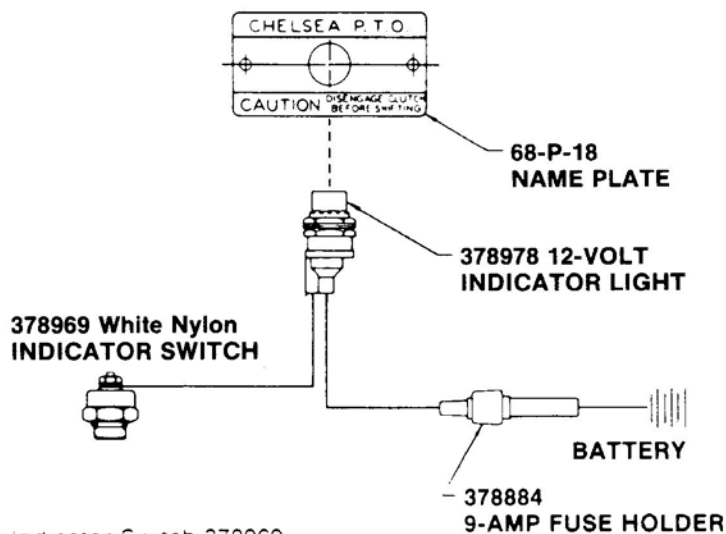 CHELSEA P.T.O.
CAUTION DISENGAGE CLUTCH
BEFORE SHIFTING
68-P-18
NAME PLATE
378978 12-VOLT
INDICATOR LIGHT
378969 White Nylon
INDICATOR SWITCH
BATTERY
378884
9-AMP FUSE HOLDER